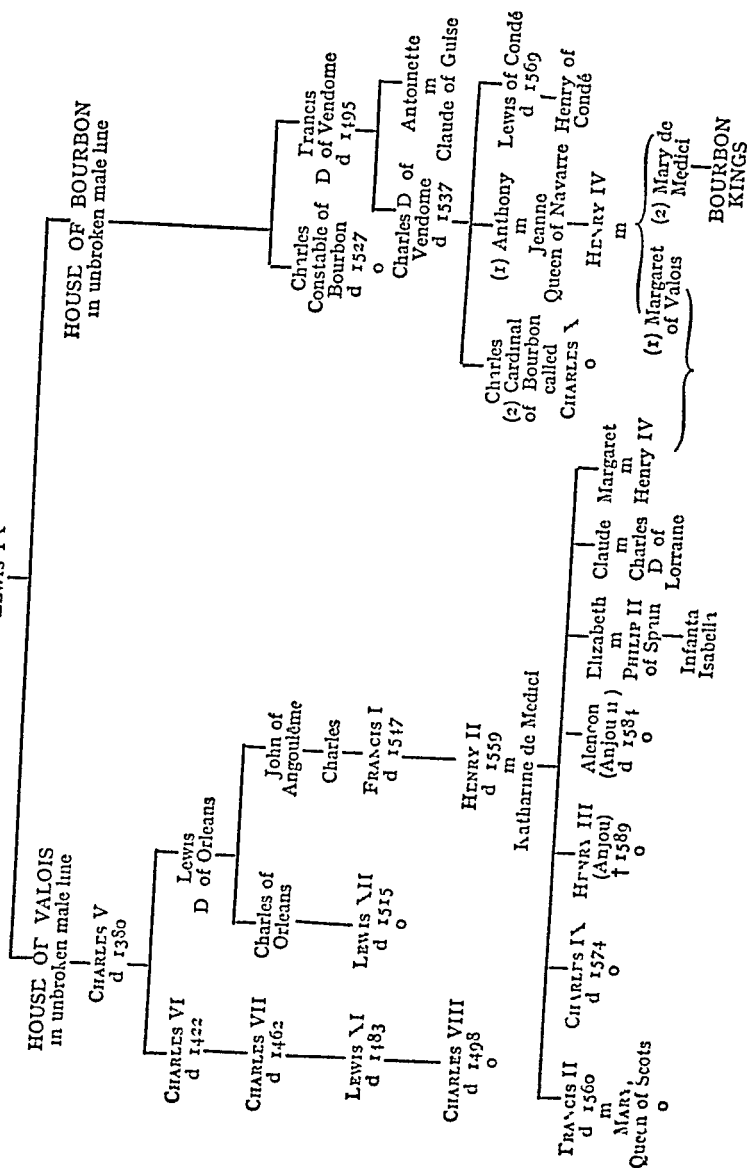 LEWIS IX
HOUSE OF VALOIS
in unbroken male line
HOUSE OF BOURBON
in unbroken male line
CHARLES V
d 1380
CHARLES VI
d 1422
Lewis
D of Orleans
CHARLES VII
d 1462
Charles of
Orleans
John of
Angoulême
Charles
LEWIS XI
d 1483
LEWIS XII
d 1515
o
FRANCIS I
d 1547
CHARLES VIII
d 1498
o
HENRY II
d 1559
m
Katharine de Medici
FRANCIS II
d 1560
m
MARY,
Queen of Scots
o
CHARLES IX
d 1574
o
HENRY III
(Anjou)
† 1589
o
Alençon
(Anjou 11)
d 1584
o
Elizabeth
m
PHILIP II
of Spain
Infanta
Isabella
Claude
m
Charles
D of
Lorraine
Margaret
m
Henry IV
Charles
Constable of
Bourbon
d 1527
o
Francis
D of Vendome
d 1495
Charles D of
Vendome
d 1537
Antoinette
m
Claude of Guise
Charles
(2) Cardinal
of Bourbon
called
CHARLES X
o
(1) Anthony
m
Jeanne
Queen of Navarre
Lewis of Condé
d 1569
Henry of
Condé
HENRY IV
m
(1) Margaret
of Valois
(2) Mary de
Medici
BOURBON
KINGS